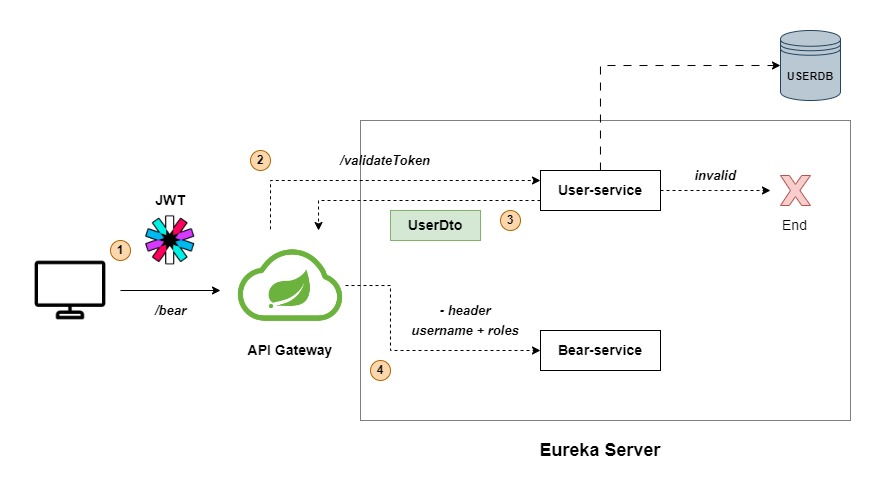 USERDB
2
/validateToken
JWT
User-service
invalid
3
UserDto
End
1
/bear
- header
username + roles
API Gateway
Bear-service
4
Eureka Server